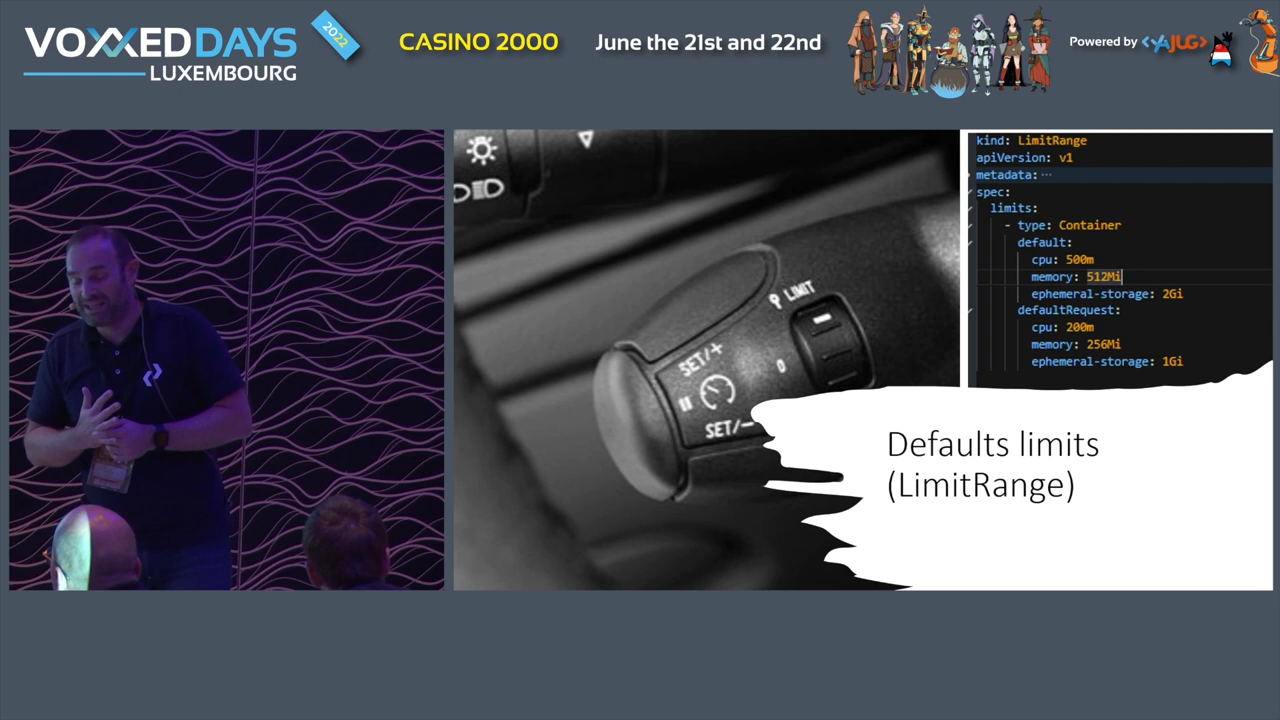 VOXXEDDAYS
LUXEMBOURG
2022
CASINO 2000
June the 21st and 22nd
Powered by <YAJUG>
LIMIT
SET/+
0
SET/-
kind: LimitRange
apiVersion: v1
metadata: ...
spec:
limits:
- type: Container
default:
cpu: 500m
memory: 512Mi
ephemeral-storage: 2Gi
defaultRequest:
cpu: 200m
memory: 256Mi
ephemeral-storage: 1Gi
Defaults limits
(LimitRange)